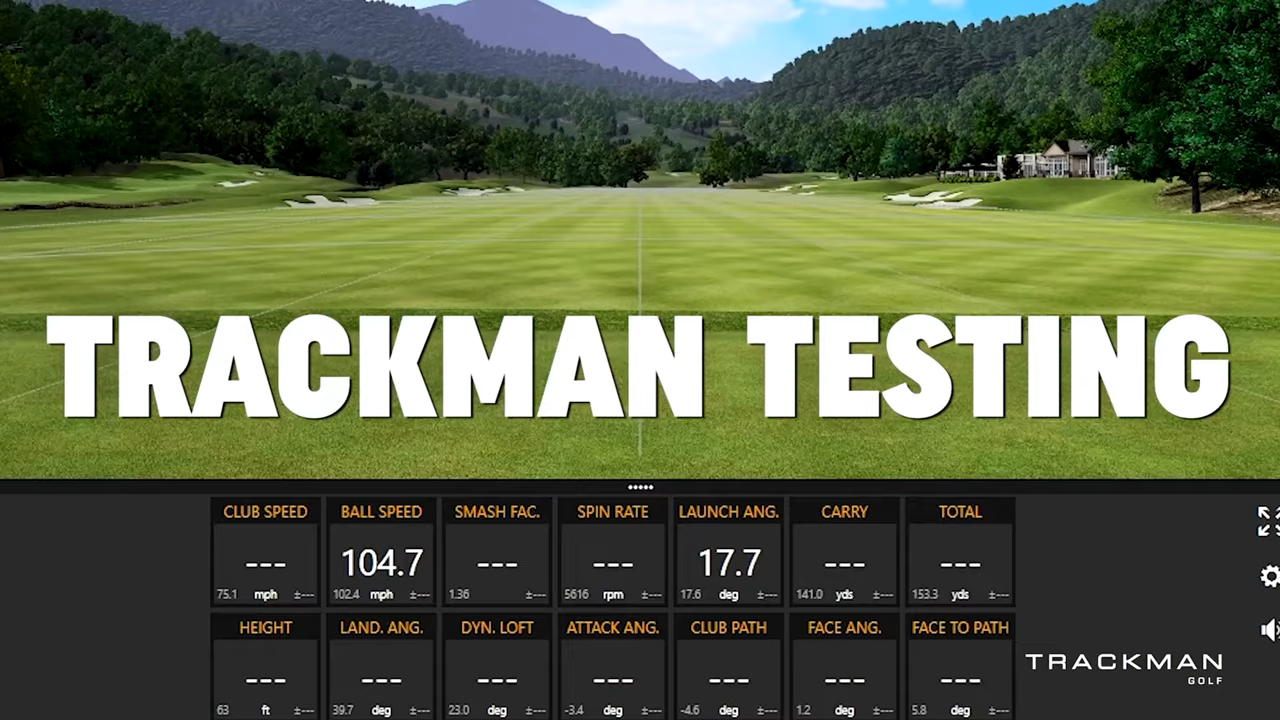 TRACKMAN TESTING
CLUB SPEED BALL SPEED SMASH FAC. SPIN RATE LAUNCH ANG. CARRY TOTAL
--- 104.7 --- --- 17.7 --- ---
75.1 mph ±--- 102.4 mph ±--- 1.36 ±--- 5616 rpm ±--- 17.6 deg ±--- 141.0 yds ±--- 153.3 yds ±---
HEIGHT LAND. ANG. DYN. LOFT ATTACK ANG. CLUB PATH FACE ANG. FACE TO PATH
--- --- --- --- --- --- ---
63 ft ±--- 39.7 deg ±--- 23.0 deg ±--- -3.4 deg ±--- -4.6 deg ±--- 1.2 deg ±--- 5.8 deg ±---
TRACKMAN
GOLF